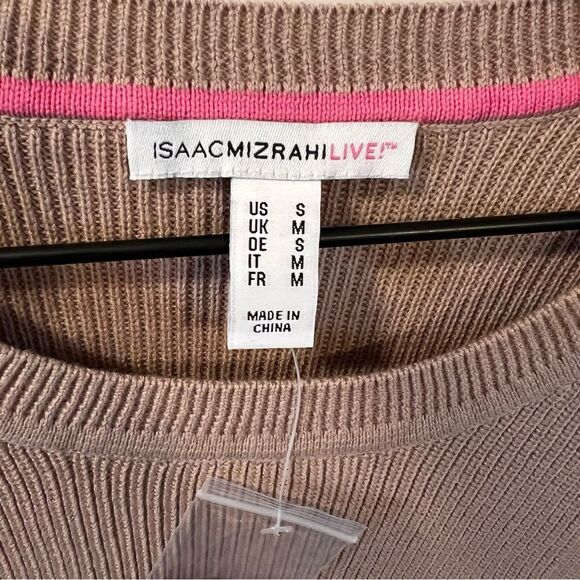 ISAACMIZRAHILIVE!™
US S
UK M
DE S
IT M
FR M
MADE IN
CHINA